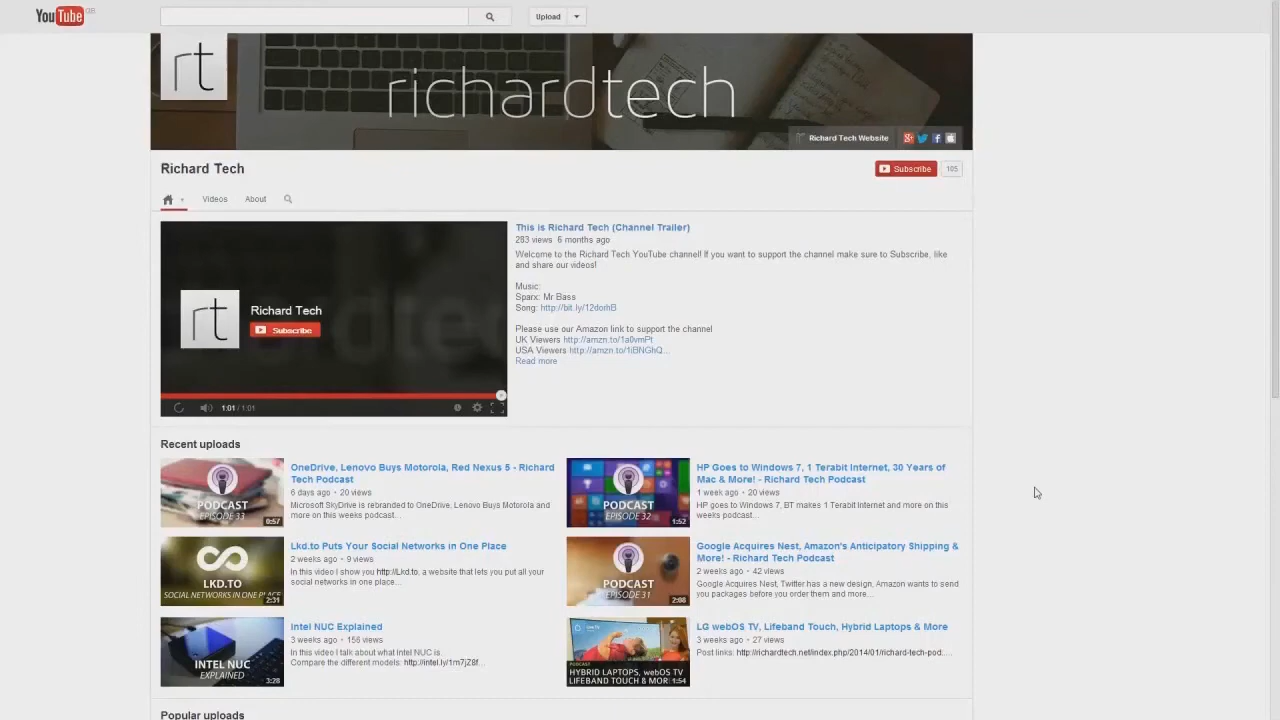 YouTube GB
Upload
rt
richardtech
Richard Tech Website
Richard Tech
Subscribe 105
Videos About
This is Richard Tech (Channel Trailer)
283 views 6 months ago
Welcome to the Richard Tech YouTube channel! If you want to support the channel make sure to Subscribe, like
and share our videos!
Music:
Sparx: Mr Bass
Song: http://bit.ly/12dorhB
Please use our Amazon link to support the channel
UK Viewers http://amzn.to/1a0vmPt
USA Viewers http://amzn.to/1iBNGhQ...
Read more
rt
Richard Tech
Subscribe
1:01 / 1:01
Recent uploads
PODCAST
EPISODE 33
0:57
OneDrive, Lenovo Buys Motorola, Red Nexus 5 - Richard
Tech Podcast
6 days ago • 20 views
Microsoft SkyDrive is rebranded to OneDrive, Lenovo Buys Motorola and
more on this weeks podcast...
PODCAST
EPISODE 32
1:52
HP Goes to Windows 7, 1 Terabit Internet, 30 Years of
Mac & More! - Richard Tech Podcast
1 week ago • 20 views
HP goes to Windows 7, BT makes 1 Terabit Internet and more on this
weeks podcast...
LKD.TO
SOCIAL NETWORKS IN ONE PLACE
2:31
Lkd.to Puts Your Social Networks in One Place
2 weeks ago • 9 views
In this video I show you http://Lkd.to, a website that lets you put all your
social networks in one place...
PODCAST
EPISODE 31
2:08
Google Acquires Nest, Amazon's Anticipatory Shipping &
More! - Richard Tech Podcast
2 weeks ago • 42 views
Google Acquires Nest, Twitter has a new design, Amazon wants to send
you packages before you order them and more...
INTEL NUC
EXPLAINED
3:28
Intel NUC Explained
3 weeks ago • 156 views
In this video I talk about what Intel NUC is.
Compare the different models: http://intel.ly/1m7jZ8f...
PODCAST
HYBRID LAPTOPS, webOS TV
LIFEBAND TOUCH & MOR
1:54
LG webOS TV, Lifeband Touch, Hybrid Laptops & More
3 weeks ago • 27 views
Post links: http://richardtech.net/index.php/2014/01/richard-tech-pod...
Popular uploads